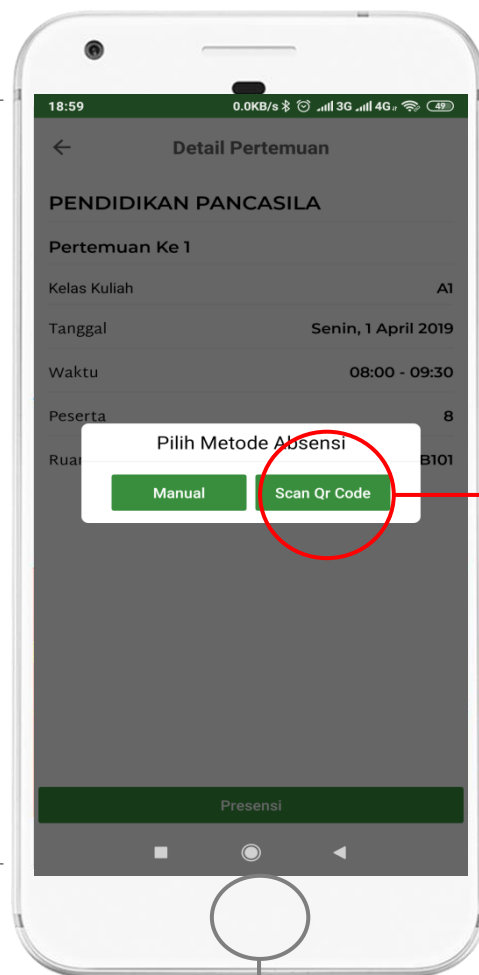 18:59 0.0KB/s 3G 4G 49
Detail Pertemuan
PENDIDIKAN PANCASILA
Pertemuan Ke 1
Kelas Kuliah A1
Tanggal Senin, 1 April 2019
Waktu 08:00 - 09:30
Peserta 8
Pilih Metode Absensi
B101
Manual Scan Qr Code
Presensi